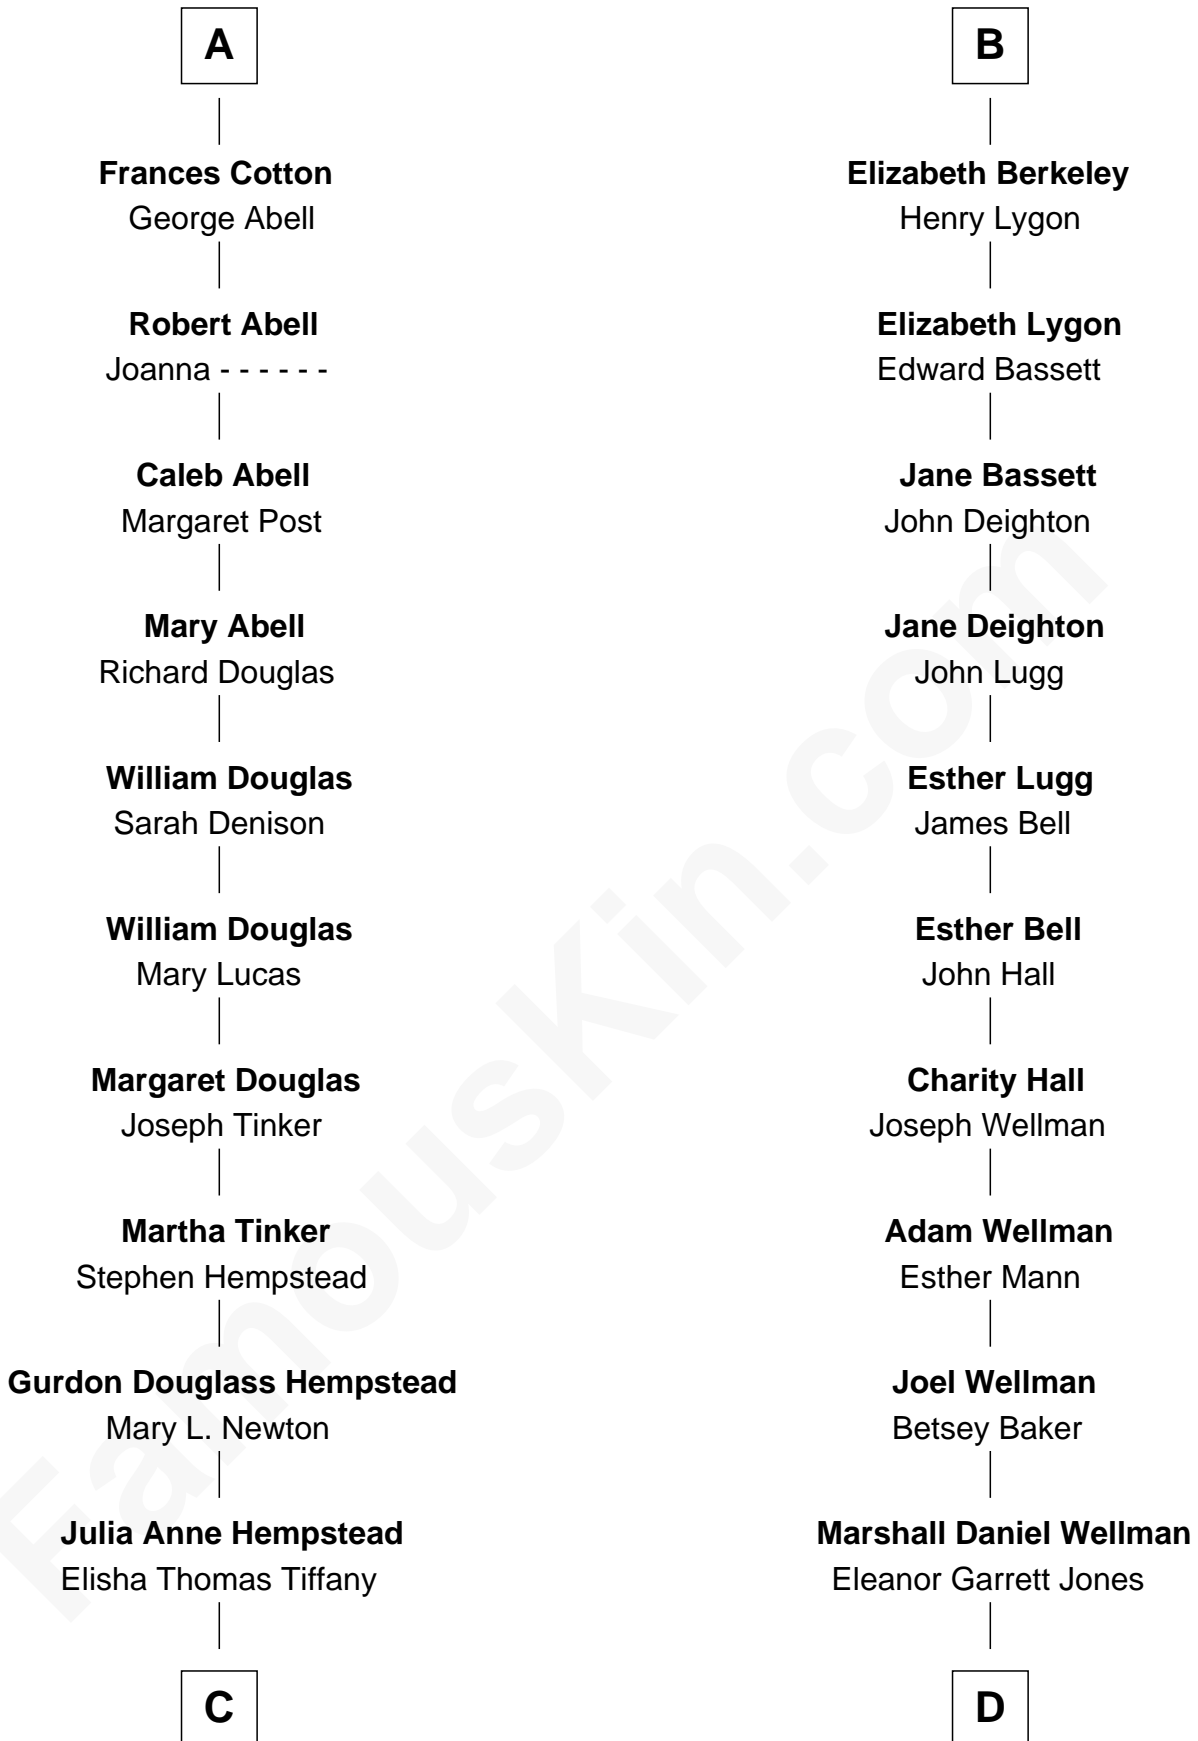 A
Frances Cotton
George Abell
Robert Abell
Joanna - - - - - -
Caleb Abell
Margaret Post
Mary Abell
Richard Douglas
William Douglas
Sarah Denison
William Douglas
Mary Lucas
Margaret Douglas
Joseph Tinker
Martha Tinker
Stephen Hempstead
Gurdon Douglass Hempstead
Mary L. Newton
Julia Anne Hempstead
Elisha Thomas Tiffany
C
B
Elizabeth Berkeley
Henry Lygon
Elizabeth Lygon
Edward Bassett
Jane Bassett
John Deighton
Jane Deighton
John Lugg
Esther Lugg
James Bell
Esther Bell
John Hall
Charity Hall
Joseph Wellman
Adam Wellman
Esther Mann
Joel Wellman
Betsey Baker
Marshall Daniel Wellman
Eleanor Garrett Jones
D
FamousKin.com